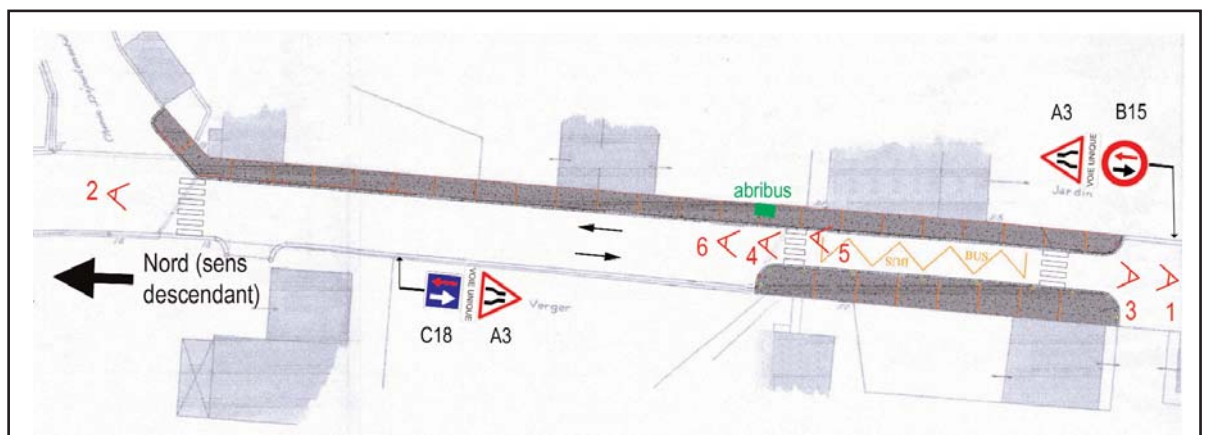 A3
B15
VOIE UNIQUE
Jardin
abribus
2
6
4
5
BUS
BUS
3
1
Nord (sens
descendant)
VOIE UNIQUE
Verger
C18
A3